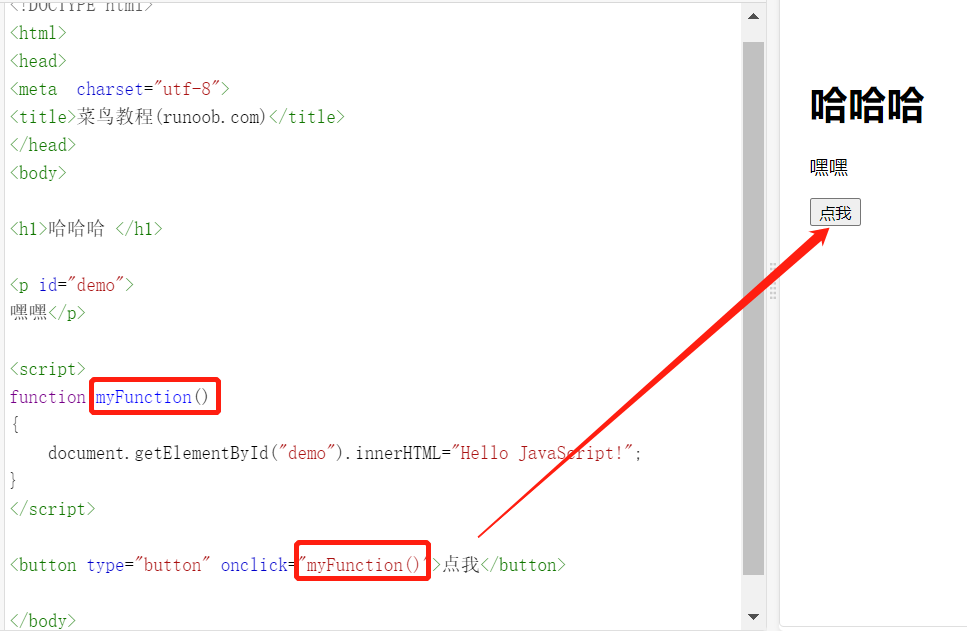 <!DOCTYPE html>
<html>
<head>
<meta  charset="utf-8">
<title>菜鸟教程(runoob.com)</title>
</head>
<body>
<h1>哈哈哈 </h1>
<p id="demo">
嘿嘿</p>
<script>
function myFunction()
{
    document.getElementById("demo").innerHTML="Hello JavaScript!";
}
</script>
<button type="button" onclick="myFunction()">点我</button>
</body>
哈哈哈
嘿嘿
点我